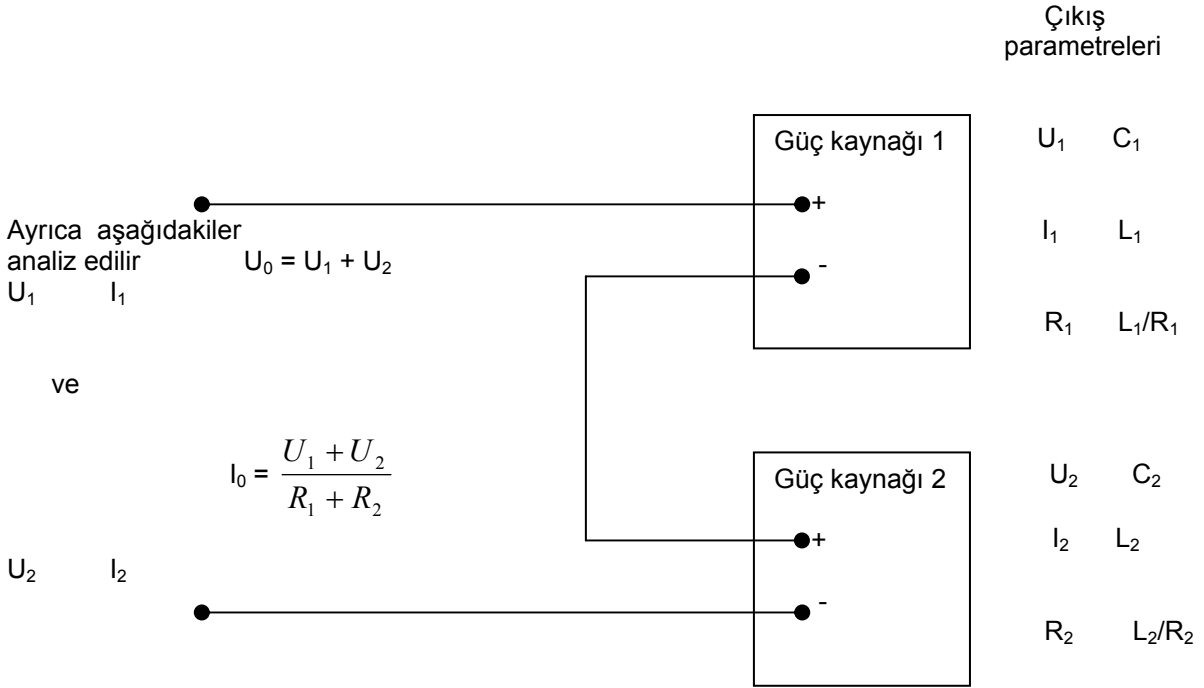 Çıkış
parametreleri
Güç kaynağı 1
U₁ C₁
+
Ayrıca aşağıdakiler
analiz edilir
U₀ = U₁ + U₂
-
I₁ L₁
U₁ I₁
R₁ L₁/R₁
ve
I₀ = (U₁ + U₂) / (R₁ + R₂)
Güç kaynağı 2
U₂ C₂
+
I₂ L₂
U₂ I₂
-
R₂ L₂/R₂